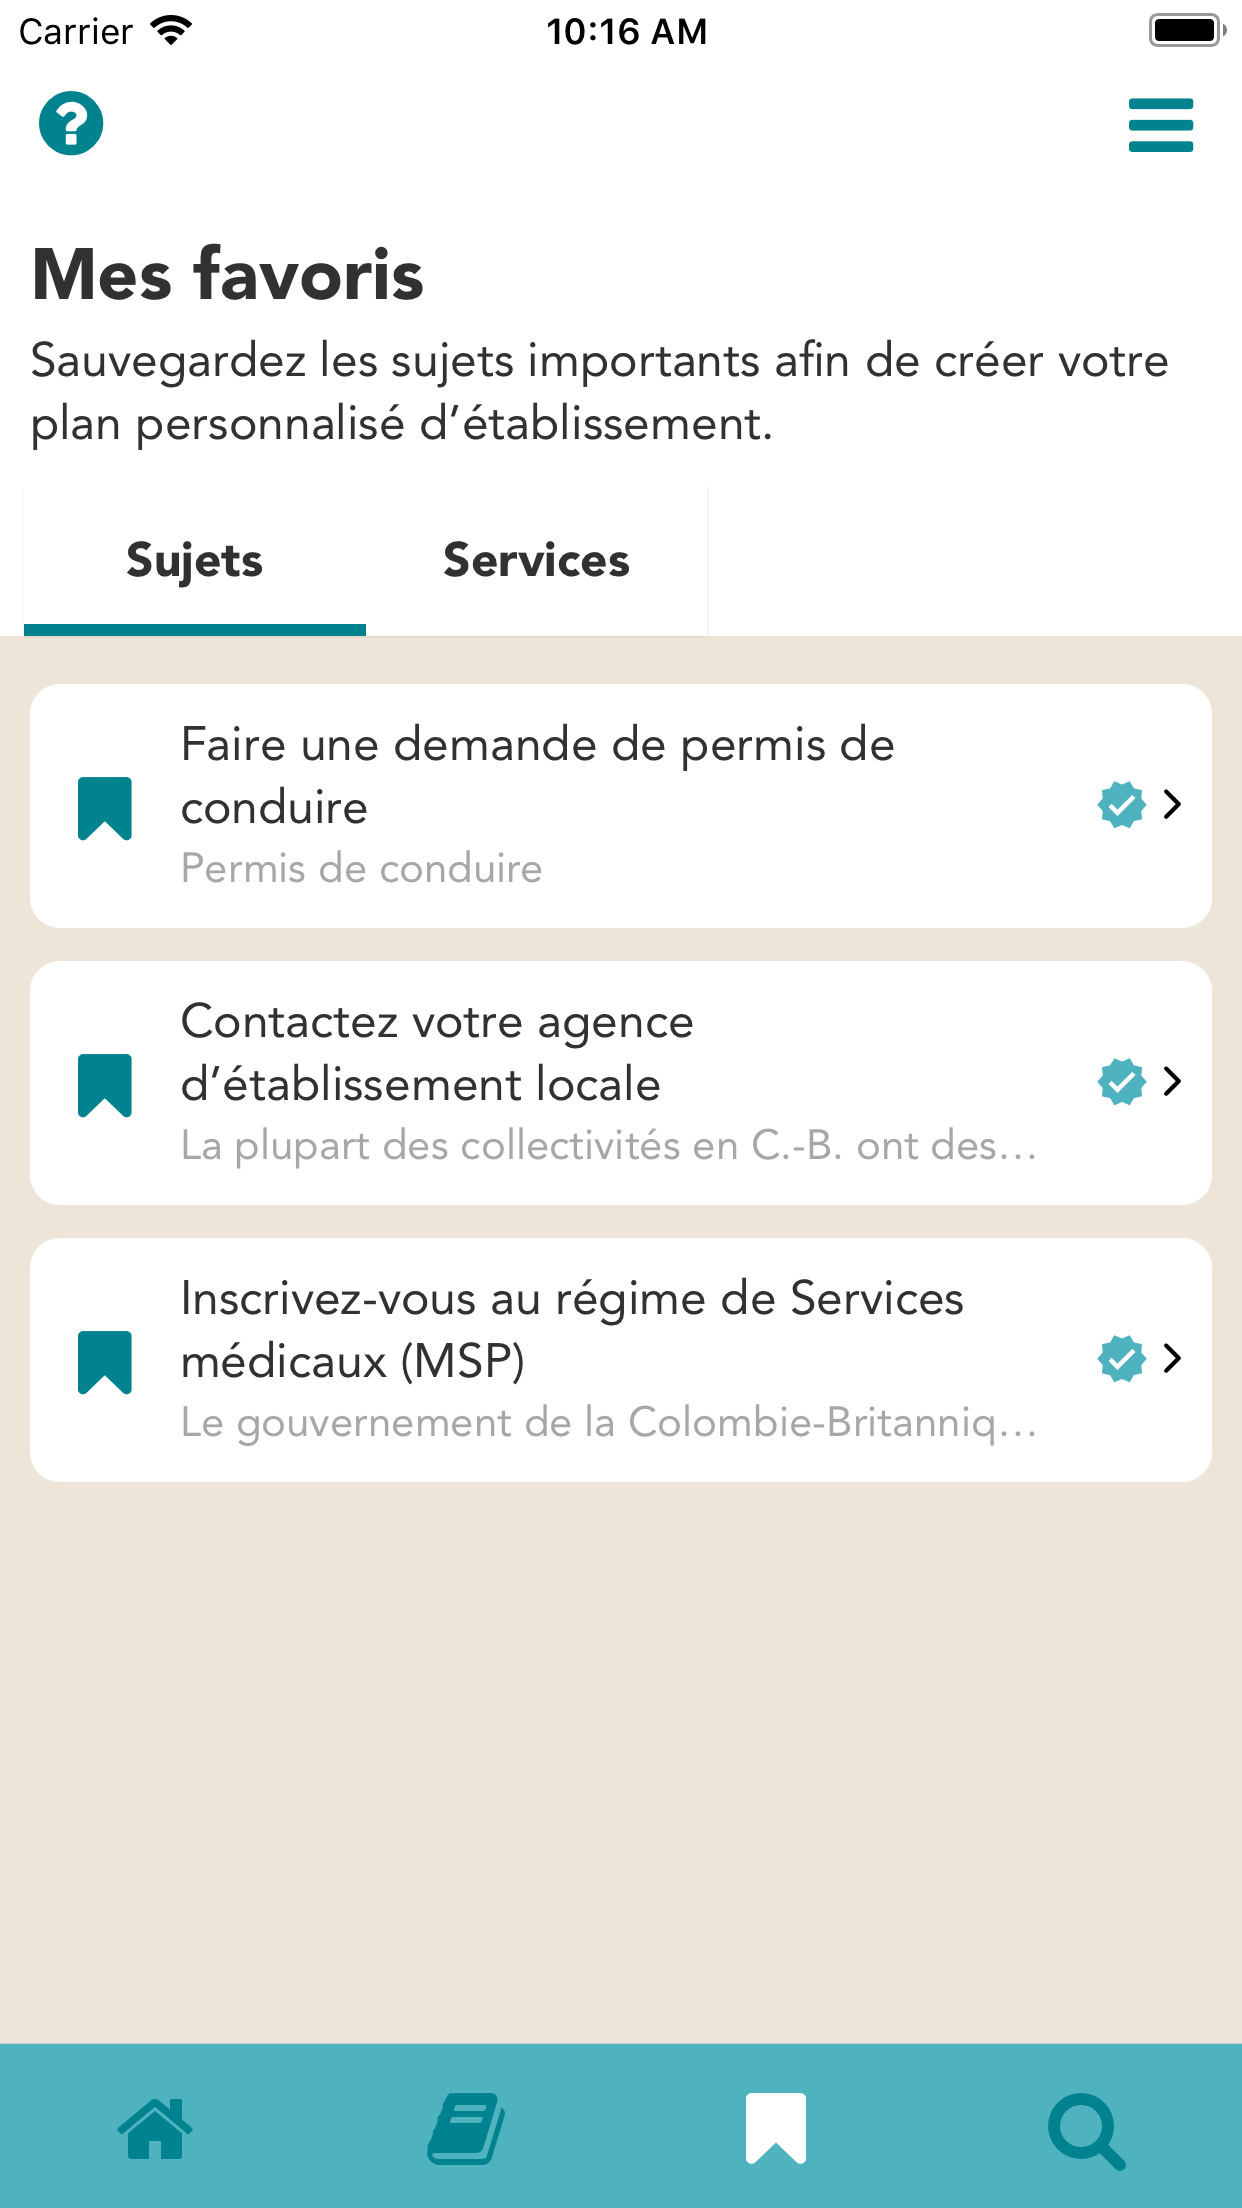 Carrier
10:16 AM
Mes favoris
Sauvegardez les sujets importants afin de créer votre
plan personnalisé d’établissement.
Sujets
Services
Faire une demande de permis de
conduire
Permis de conduire
Contactez votre agence
d’établissement locale
La plupart des collectivités en C.-B. ont des…
Inscrivez-vous au régime de Services
médicaux (MSP)
Le gouvernement de la Colombie-Britanniq…